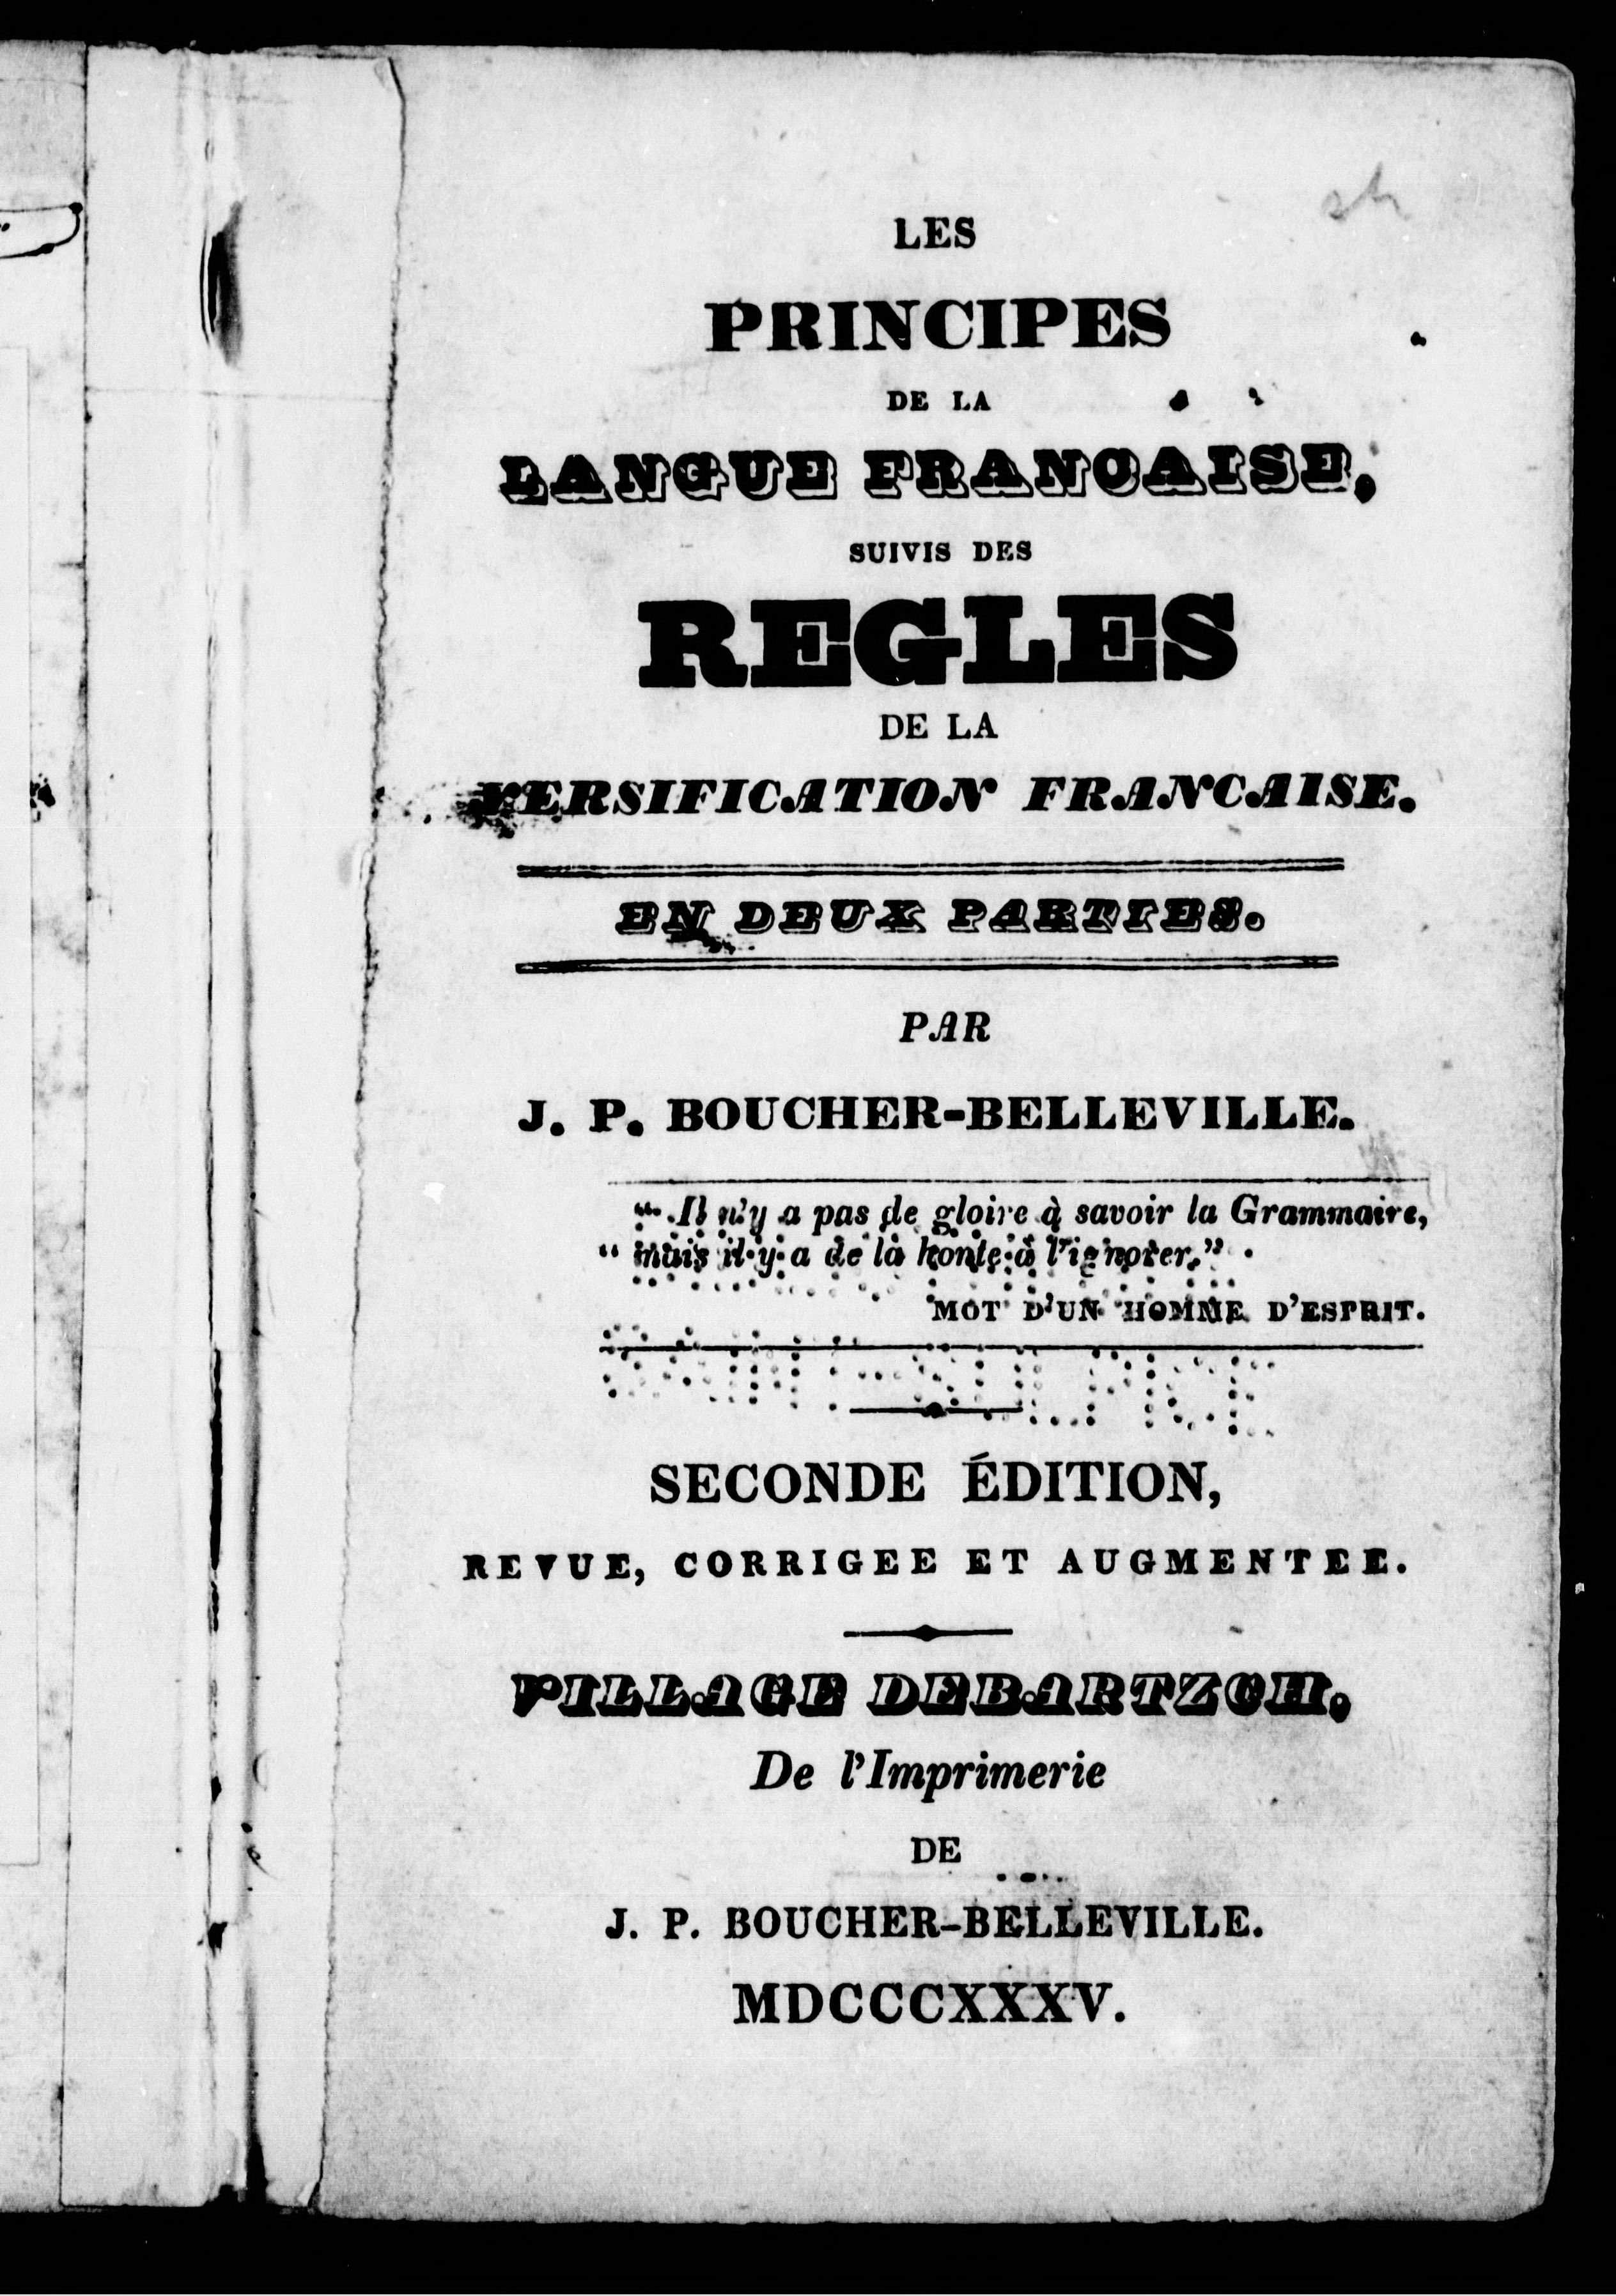 LES
PRINCIPES
DE LA
LANGUE FRANCAISE,
SUIVIS DES
REGLES
DE LA
VERSIFICATION FRANCAISE.
EN DEUX PARTIES.
PAR
J. P. BOUCHER-BELLEVILLE.
“ Il n'y a pas de gloire à savoir la Grammaire,
“ mais il y a de la honte à l'ignorer.”
MOT D'UN HOMME D'ESPRIT.
SECONDE ÉDITION,
REVUE, CORRIGEE ET AUGMENTEE.
VILLAGE DEBARTZCH,
De l'Imprimerie
DE
J. P. BOUCHER-BELLEVILLE.
MDCCCXXXV.